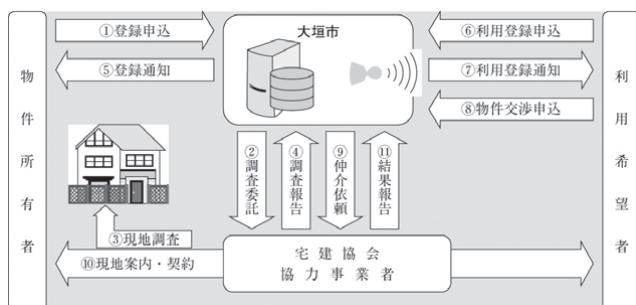 大垣市
物件所有者
利用希望者
①登録申込
⑤登録通知
⑥利用登録申込
⑦利用登録通知
⑧物件交渉申込
②調査委託
④調査報告
⑨仲介依頼
⑪結果報告
③現地調査
⑩現地案内・契約
宅建協会
協力事業者